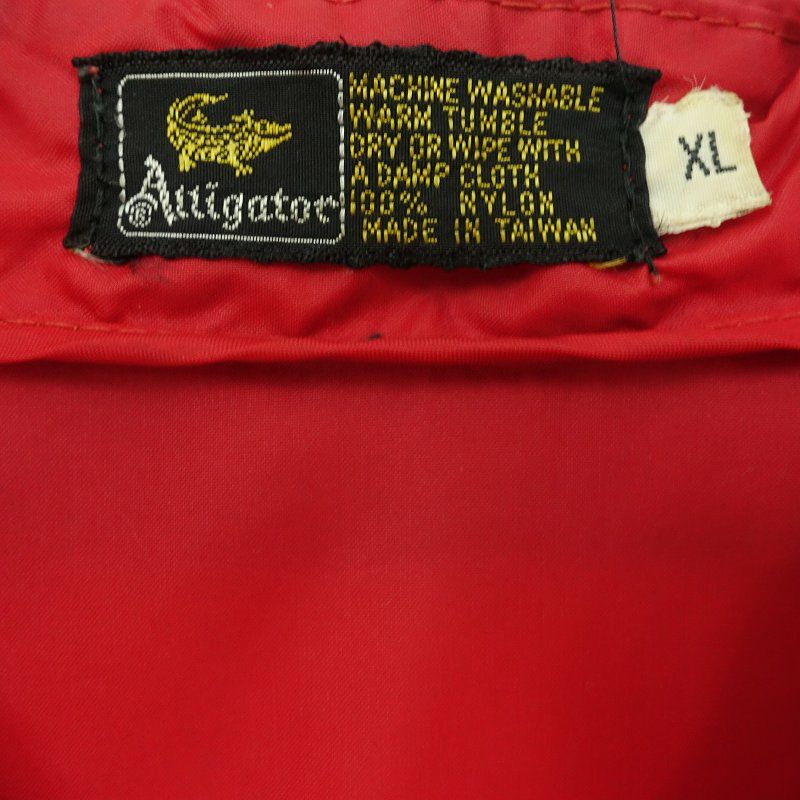 Alligator
®
MACHINE WASHABLE
WARM TUMBLE
DRY OR WIPE WITH
A DAMP CLOTH
100% NYLON
MADE IN TAIWAN
XL